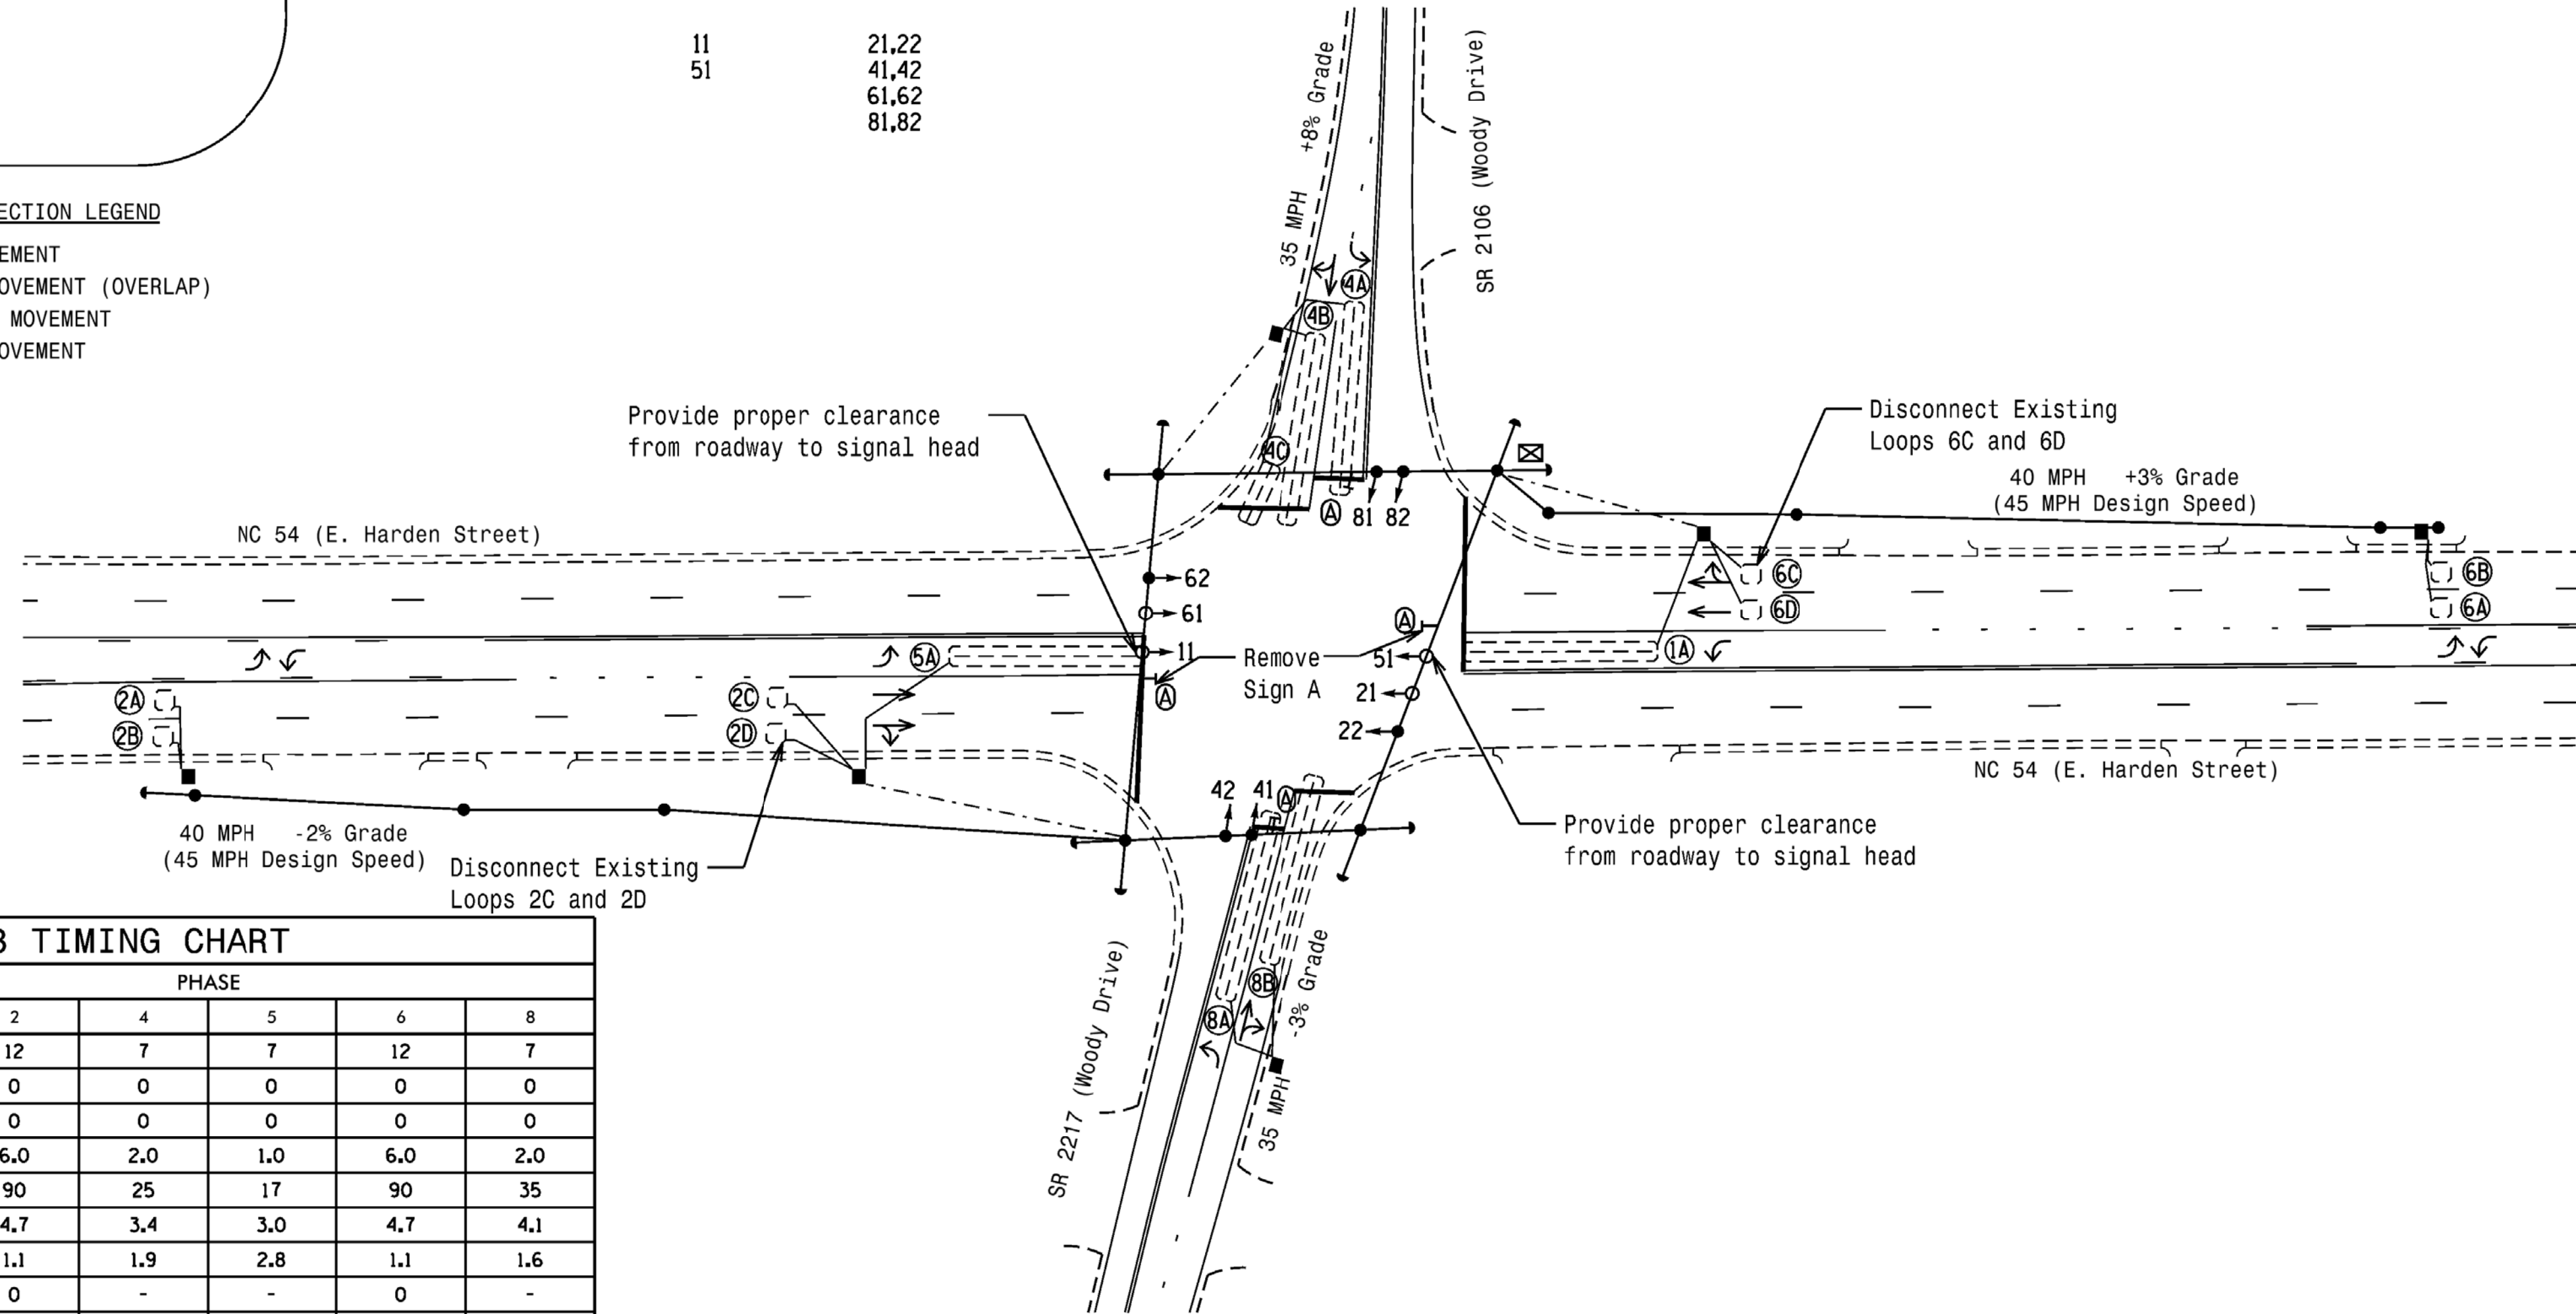 11 21,22
51 41,42
61,62
81,82
ECTION LEGEND
EMENT
OVEMENT (OVERLAP)
MOVEMENT
OVEMENT
35 MPH +8% Grade
SR 2106 (Woody Drive)
4A
4B
4C
Provide proper clearance
from roadway to signal head
Disconnect Existing
Loops 6C and 6D
40 MPH +3% Grade
(45 MPH Design Speed)
A 81 82
NC 54 (E. Harden Street)
62
61
11
6C
6D
6B
6A
A
Remove
Sign A
A
51
21
22
5A
1A
2A
2B
2C
2D
NC 54 (E. Harden Street)
42 41 A
40 MPH -2% Grade
(45 MPH Design Speed)
Disconnect Existing
Loops 2C and 2D
Provide proper clearance
from roadway to signal head
8B
8A
35 MPH -3% Grade
SR 2217 (Woody Drive)
TIMING CHART
PHASE
2 4 5 6 8
12 7 7 12 7
0 0 0 0 0
0 0 0 0 0
6.0 2.0 1.0 6.0 2.0
90 25 17 90 35
4.7 3.4 3.0 4.7 4.1
1.1 1.9 2.8 1.1 1.6
0 - - 0 -